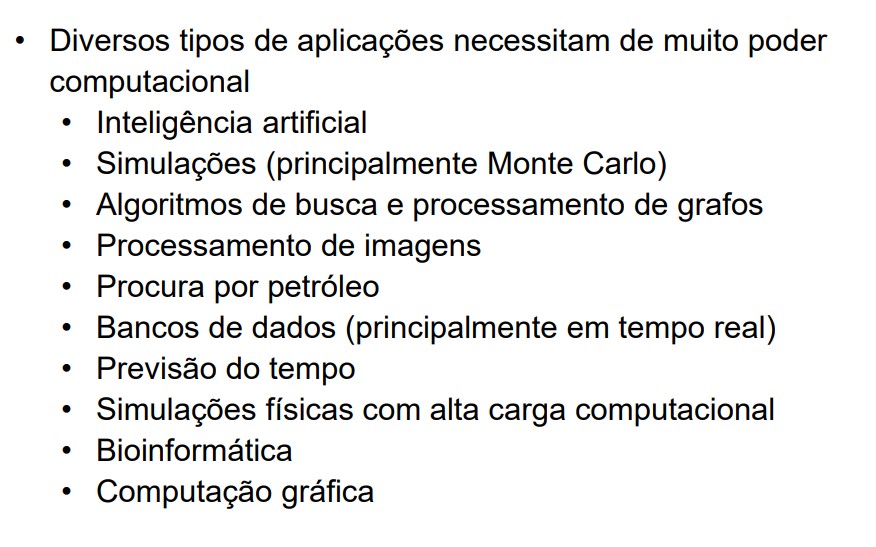 • Diversos tipos de aplicações necessitam de muito poder
computacional
• Inteligência artificial
• Simulações (principalmente Monte Carlo)
• Algoritmos de busca e processamento de grafos
• Processamento de imagens
• Procura por petróleo
• Bancos de dados (principalmente em tempo real)
• Previsão do tempo
• Simulações físicas com alta carga computacional
• Bioinformática
• Computação gráfica